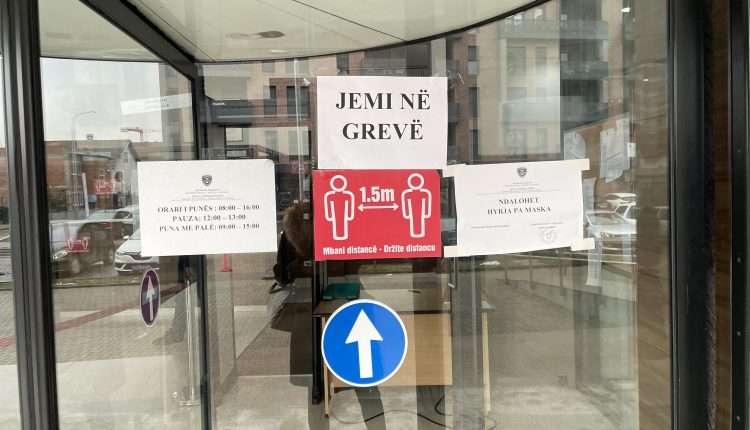 JEMI NË
GREVË
ORARI I PUNËS : 08:00 – 16:00
PAUZA: 12:00 – 13:00
PUNA ME PALË: 09:00 – 15:00
1.5m
Mbani distancë - Držite distancu
NDALOHET
HYRJA PA MASKA